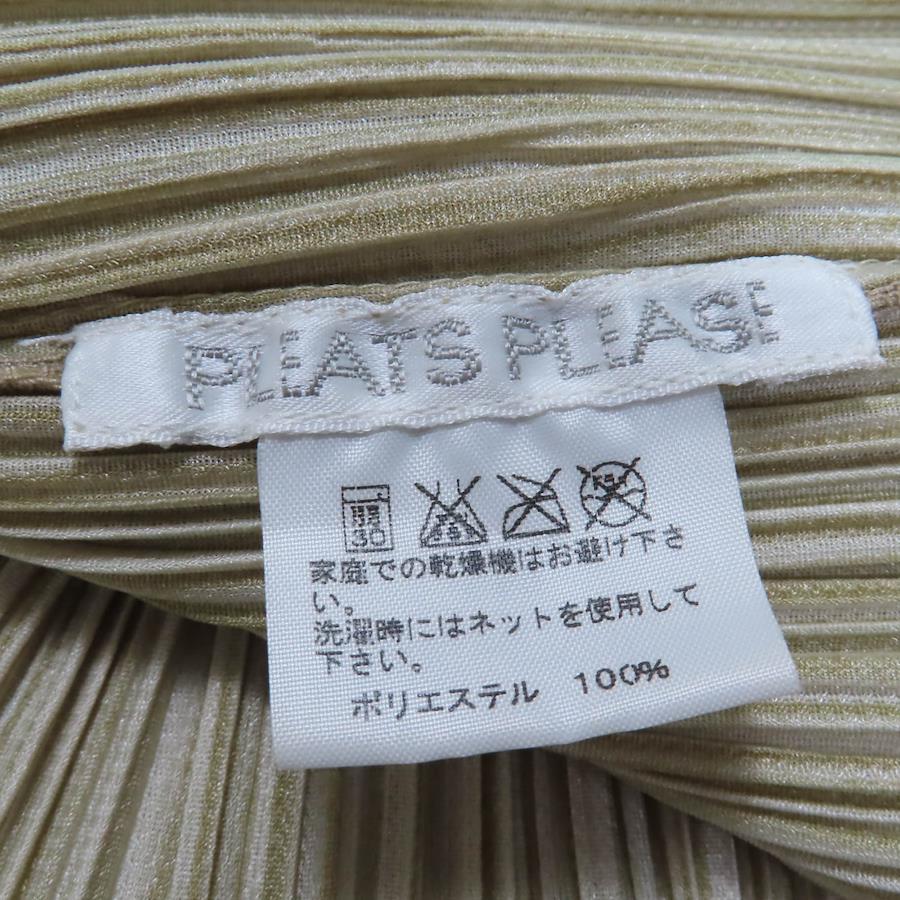 PLEATS PLEASE
30
家庭での乾燥機はお避け下さ
い。
洗濯時にはネットを使用して
下さい。
ポリエステル 100%